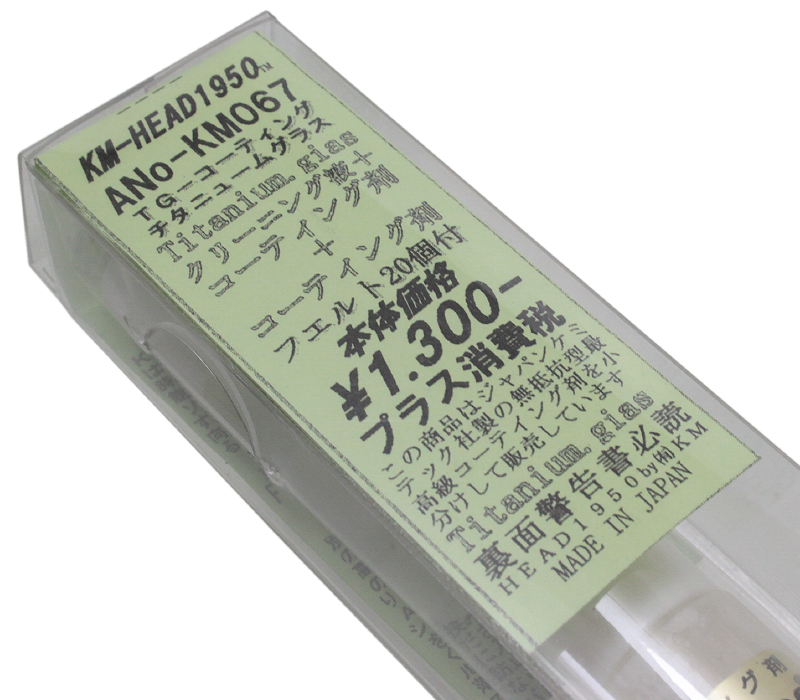 KM-HEAD1950™
ANo-KM067
TG-コーティング
チタニュームグラス
Titanium. gias
クリーニング液+
コーティング剤
+
コーティング剤
フェルト20個付
本体価格
¥1.300-
プラス消費税
この商品はジャパンケミ
テック社製の無抵抗型最
高級コーティング剤を小
分けして販売しています
Titanium. gias
裏面警告書必読
HEAD1950by㈲KM
MADE IN JAPAN
グ剤